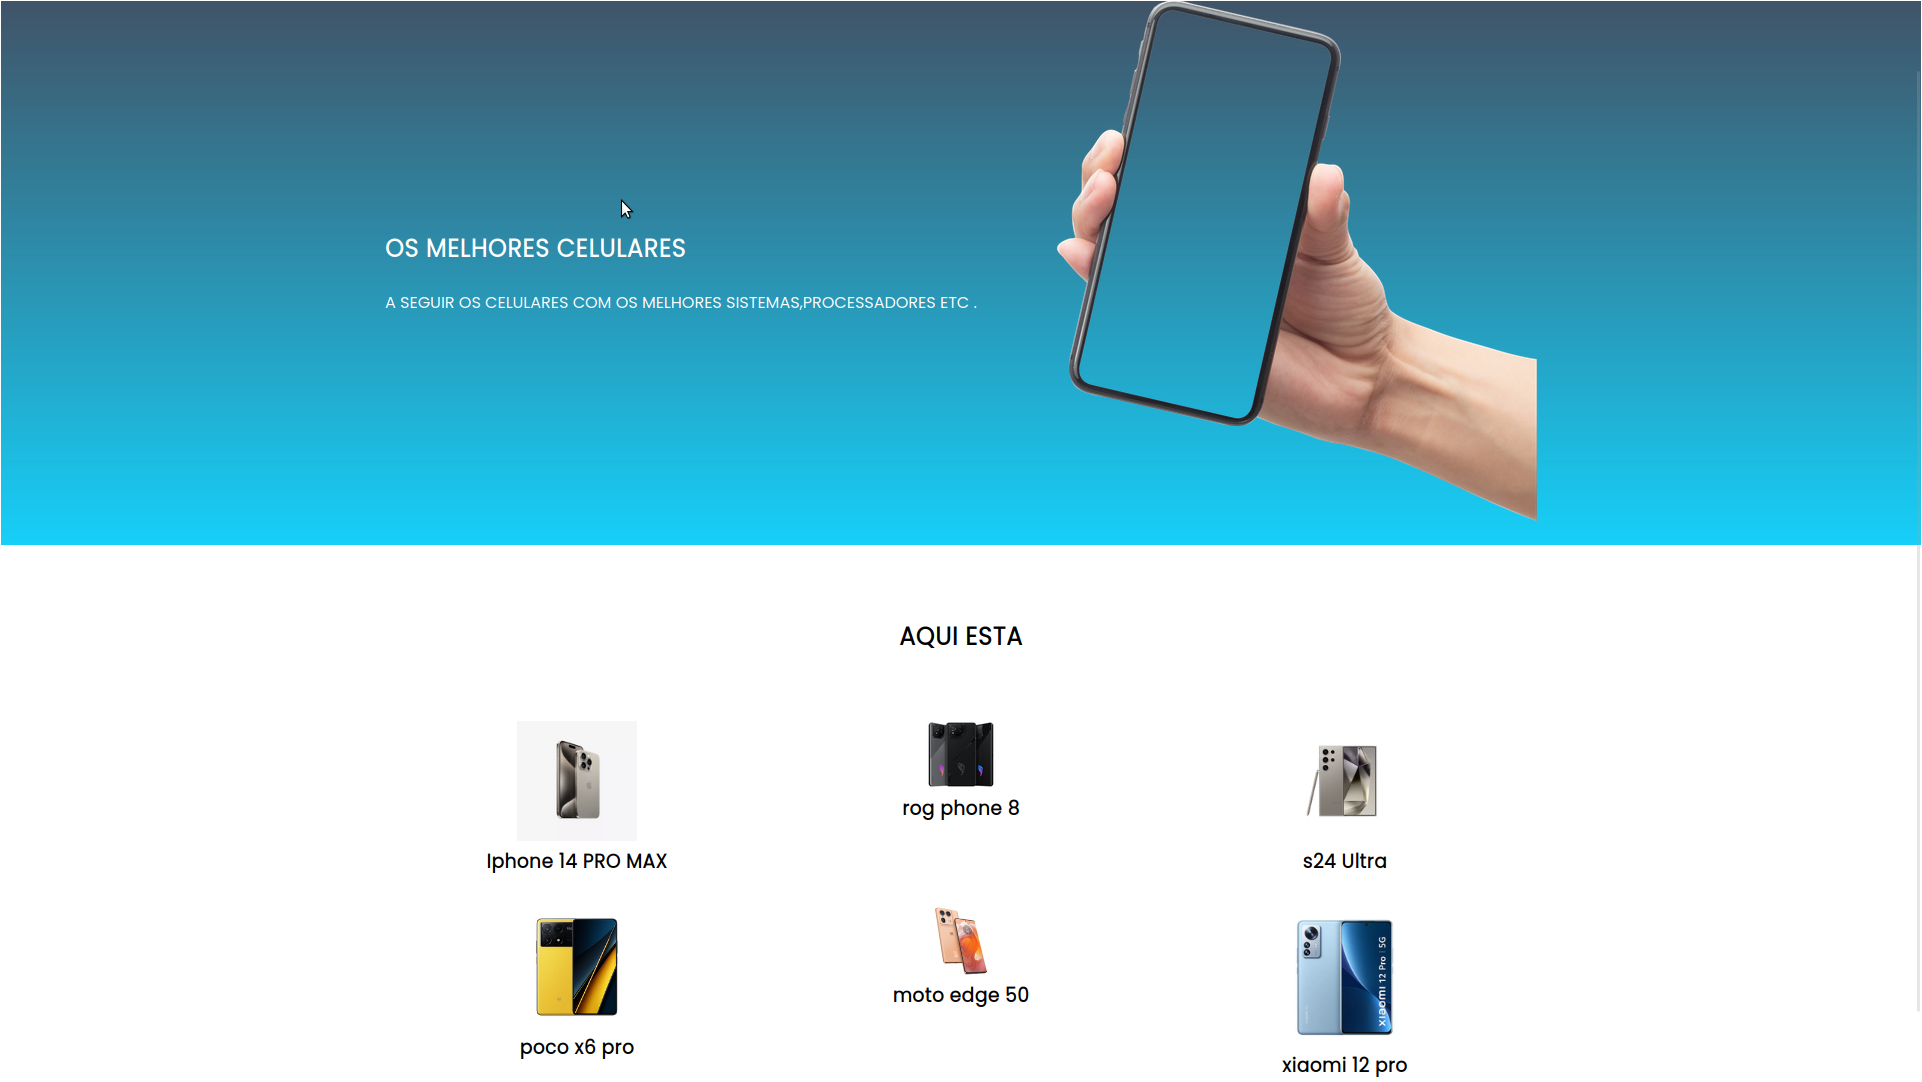 OS MELHORES CELULARES
A SEGUIR OS CELULARES COM OS MELHORES SISTEMAS,PROCESSADORES ETC .
AQUI ESTA
Iphone 14 PRO MAX
rog phone 8
s24 Ultra
poco x6 pro
moto edge 50
xiaomi 12 Pro | 5G
xiaomi 12 pro